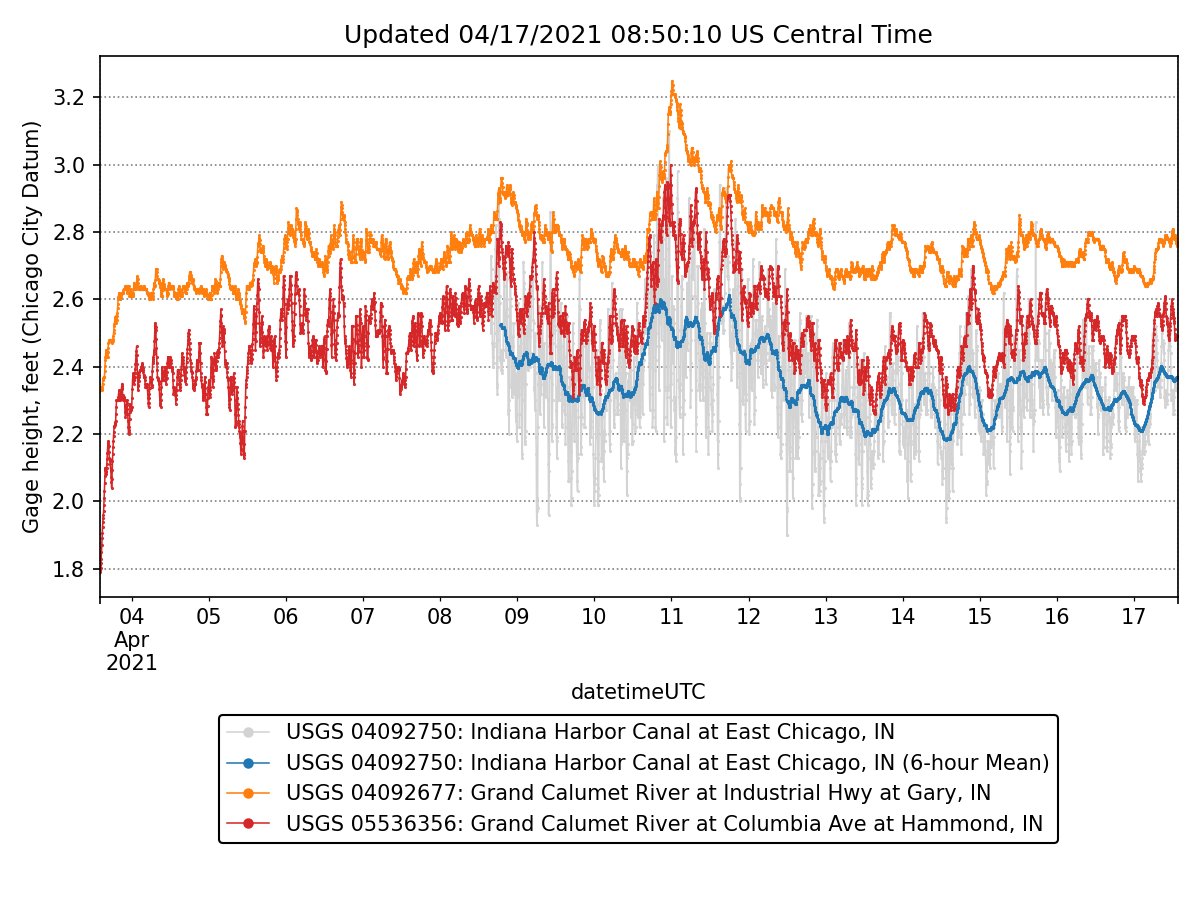 Updated 04/17/2021 08:50:10 US Central Time
Gage height, feet (Chicago City Datum)
3.2
3.0
2.8
2.6
2.4
2.2
2.0
1.8
04 05 06 07 08 09 10 11 12 13 14 15 16 17
Apr
2021
datetimeUTC
USGS 04092750: Indiana Harbor Canal at East Chicago, IN
USGS 04092750: Indiana Harbor Canal at East Chicago, IN (6-hour Mean)
USGS 04092677: Grand Calumet River at Industrial Hwy at Gary, IN
USGS 05536356: Grand Calumet River at Columbia Ave at Hammond, IN